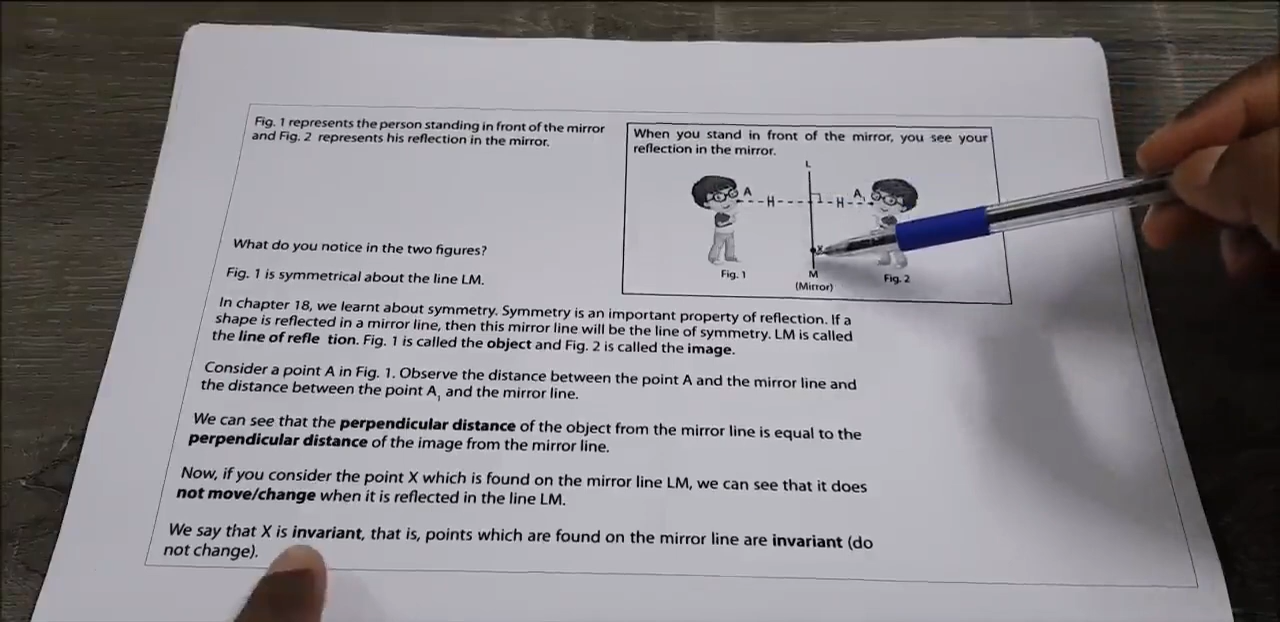 Fig. 1 represents the person standing in front of the mirror
and Fig. 2 represents his reflection in the mirror.
When you stand in front of the mirror, you see your
reflection in the mirror.
L
A
H
H
A₁
X
Fig. 1
M
(Mirror)
Fig. 2
What do you notice in the two figures?
Fig. 1 is symmetrical about the line LM.
In chapter 18, we learnt about symmetry. Symmetry is an important property of reflection. If a
shape is reflected in a mirror line, then this mirror line will be the line of symmetry. LM is called
the line of refle tion. Fig. 1 is called the object and Fig. 2 is called the image.
Consider a point A in Fig. 1. Observe the distance between the point A and the mirror line and
the distance between the point A₁ and the mirror line.
We can see that the perpendicular distance of the object from the mirror line is equal to the
perpendicular distance of the image from the mirror line.
Now, if you consider the point X which is found on the mirror line LM, we can see that it does
not move/change when it is reflected in the line LM.
We say that X is invariant, that is, points which are found on the mirror line are invariant (do
not change).